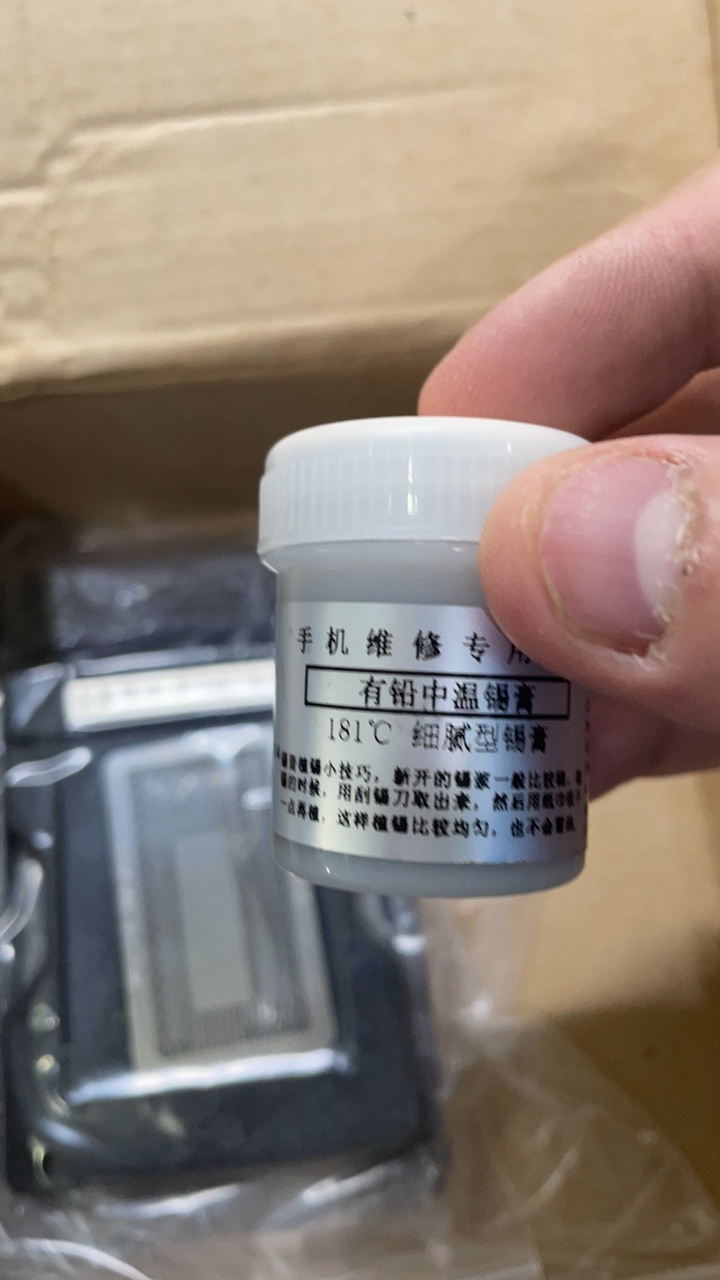 手机维修专用
有铅中温锡膏
181℃ 细腻型锡膏
植锡小技巧，新开的锡浆一般比较稀，
的时候，用刮锡刀取出来，然后用纸巾
一点再植，这样植锡比较均匀，也不会